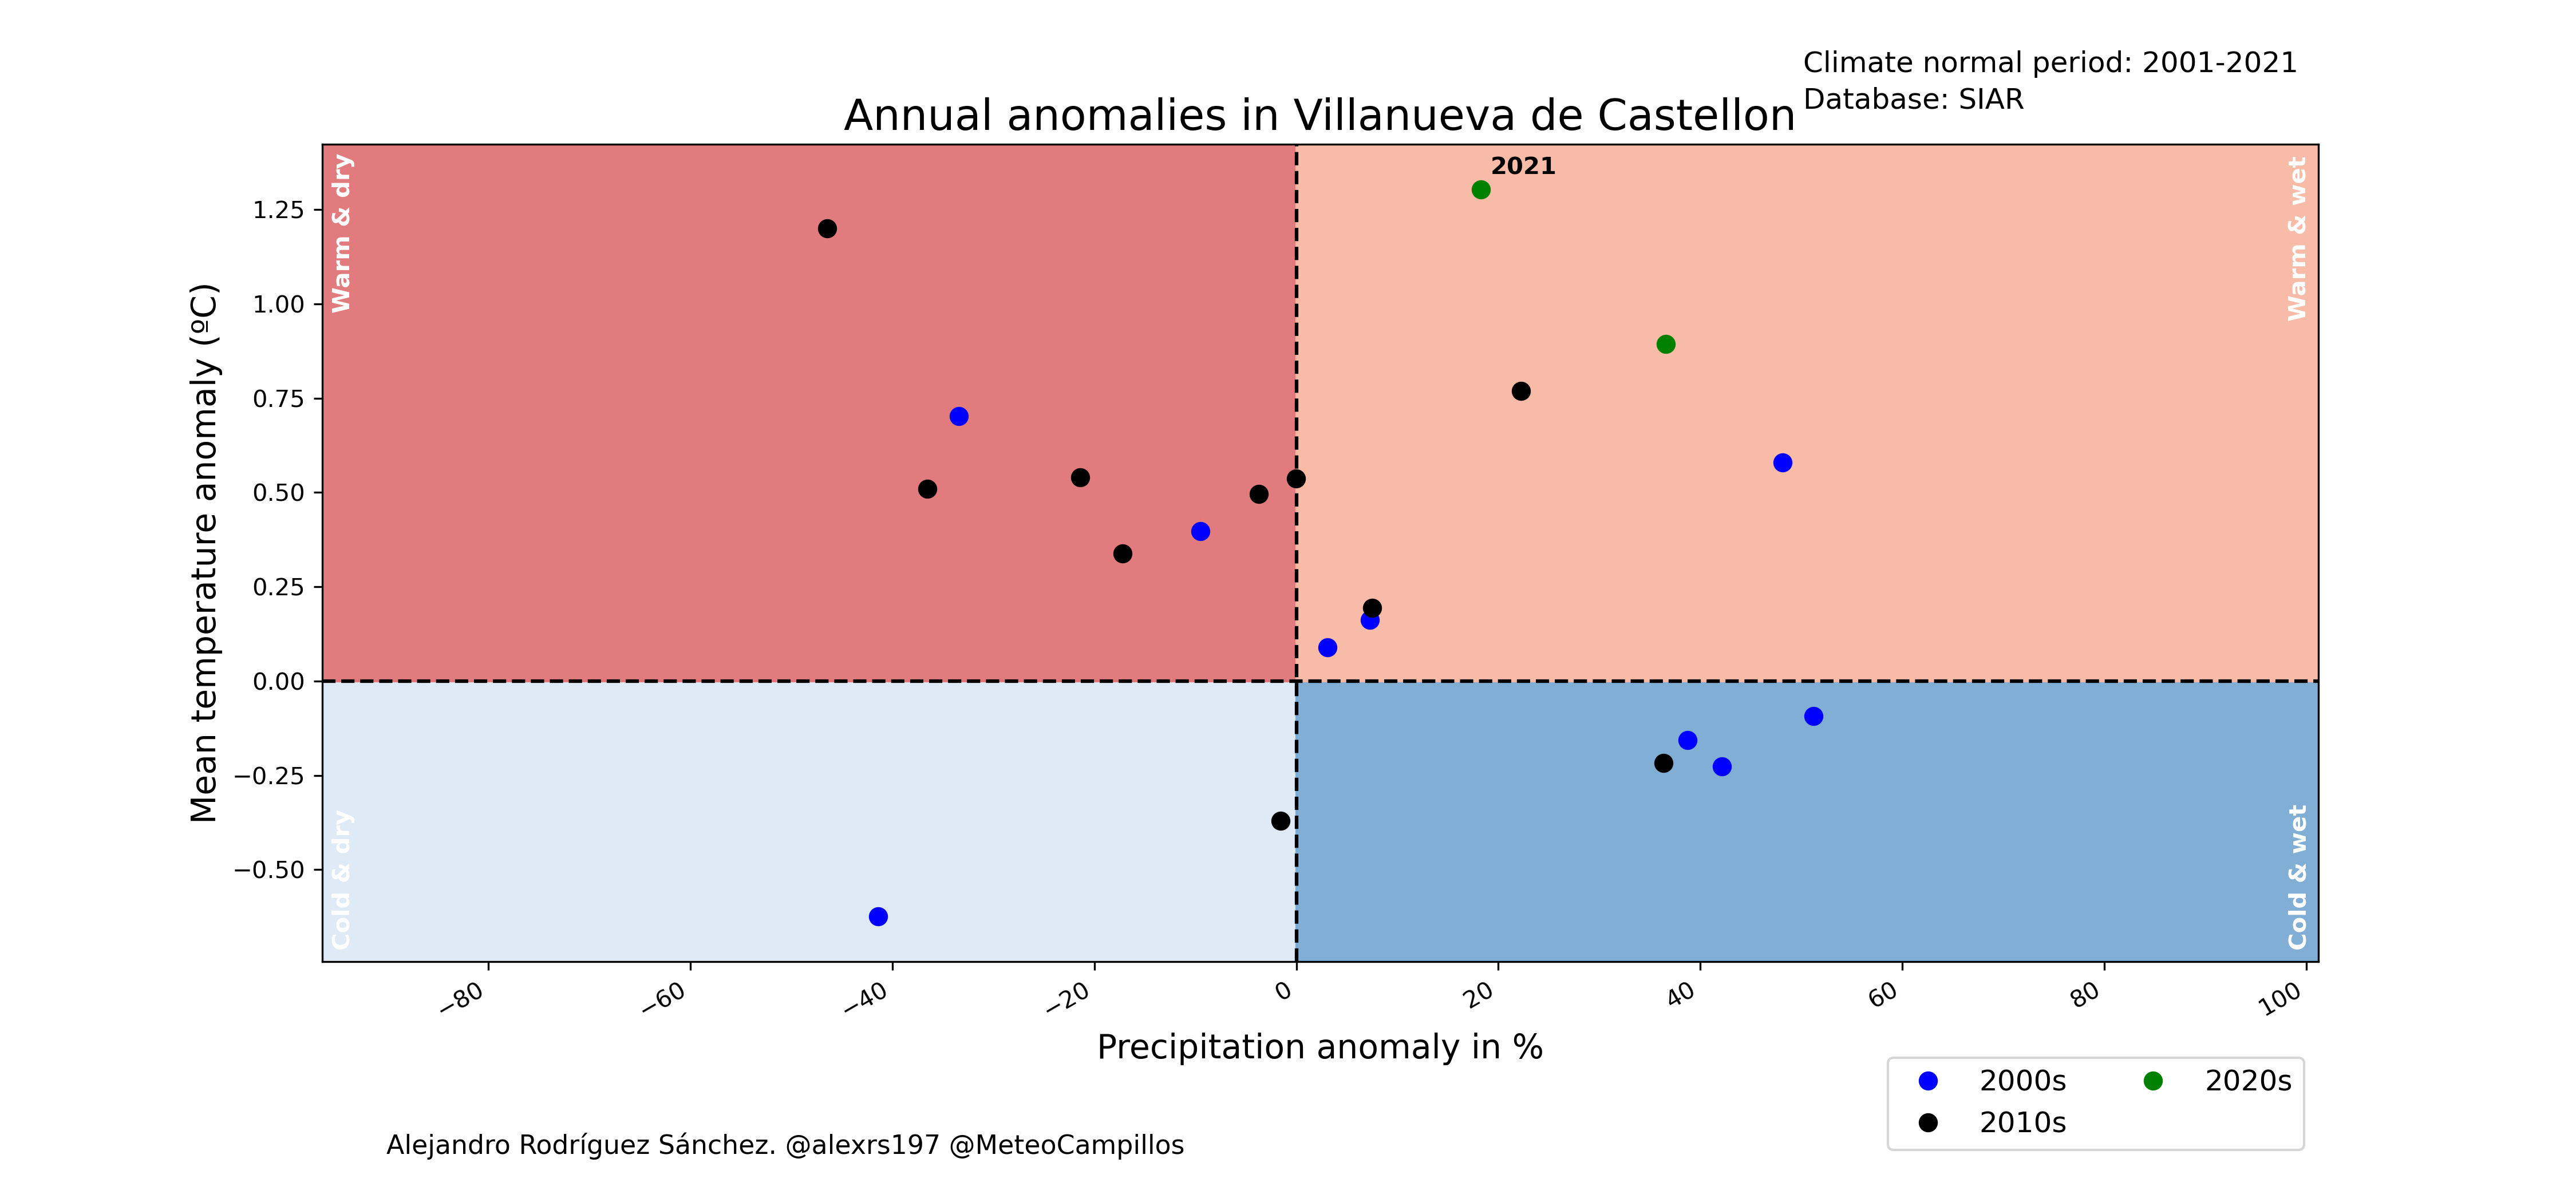 Climate normal period: 2001-2021
Database: SIAR
Annual anomalies in Villanueva de Castellon
2021
Warm & dry
Warm & wet
1.25
1.00
0.75
0.50
0.25
0.00
−0.25
−0.50
Mean temperature anomaly (ºC)
Cold & dry
Cold & wet
−80
−60
−40
−20
0
20
40
60
80
100
Precipitation anomaly in %
2000s
2010s
2020s
Alejandro Rodríguez Sánchez. @alexrs197 @MeteoCampillos